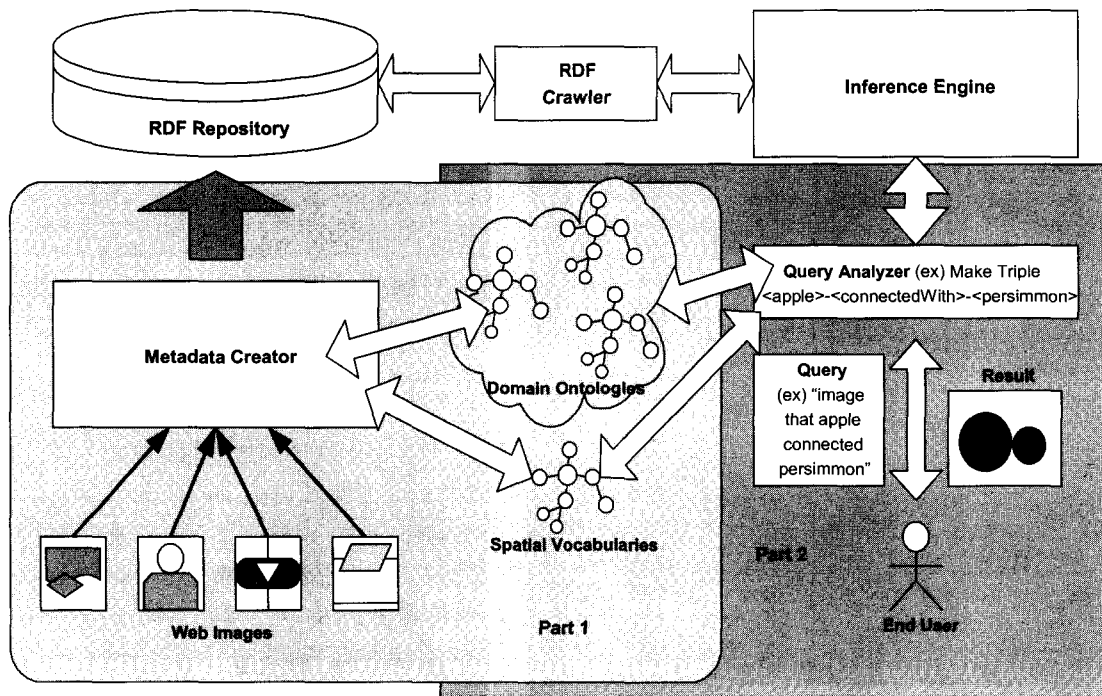 RDF Repository
RDF
Crawler
Inference Engine
Query Analyzer (ex) Make Triple
<apple>-<connectedWith>-<persimmon>
Metadata Creator
Domain Ontologies
Query
(ex) “image
that apple
connected
persimmon”
Result
Spatial Vocabularies
Web Images
Part 1
Part 2
End User